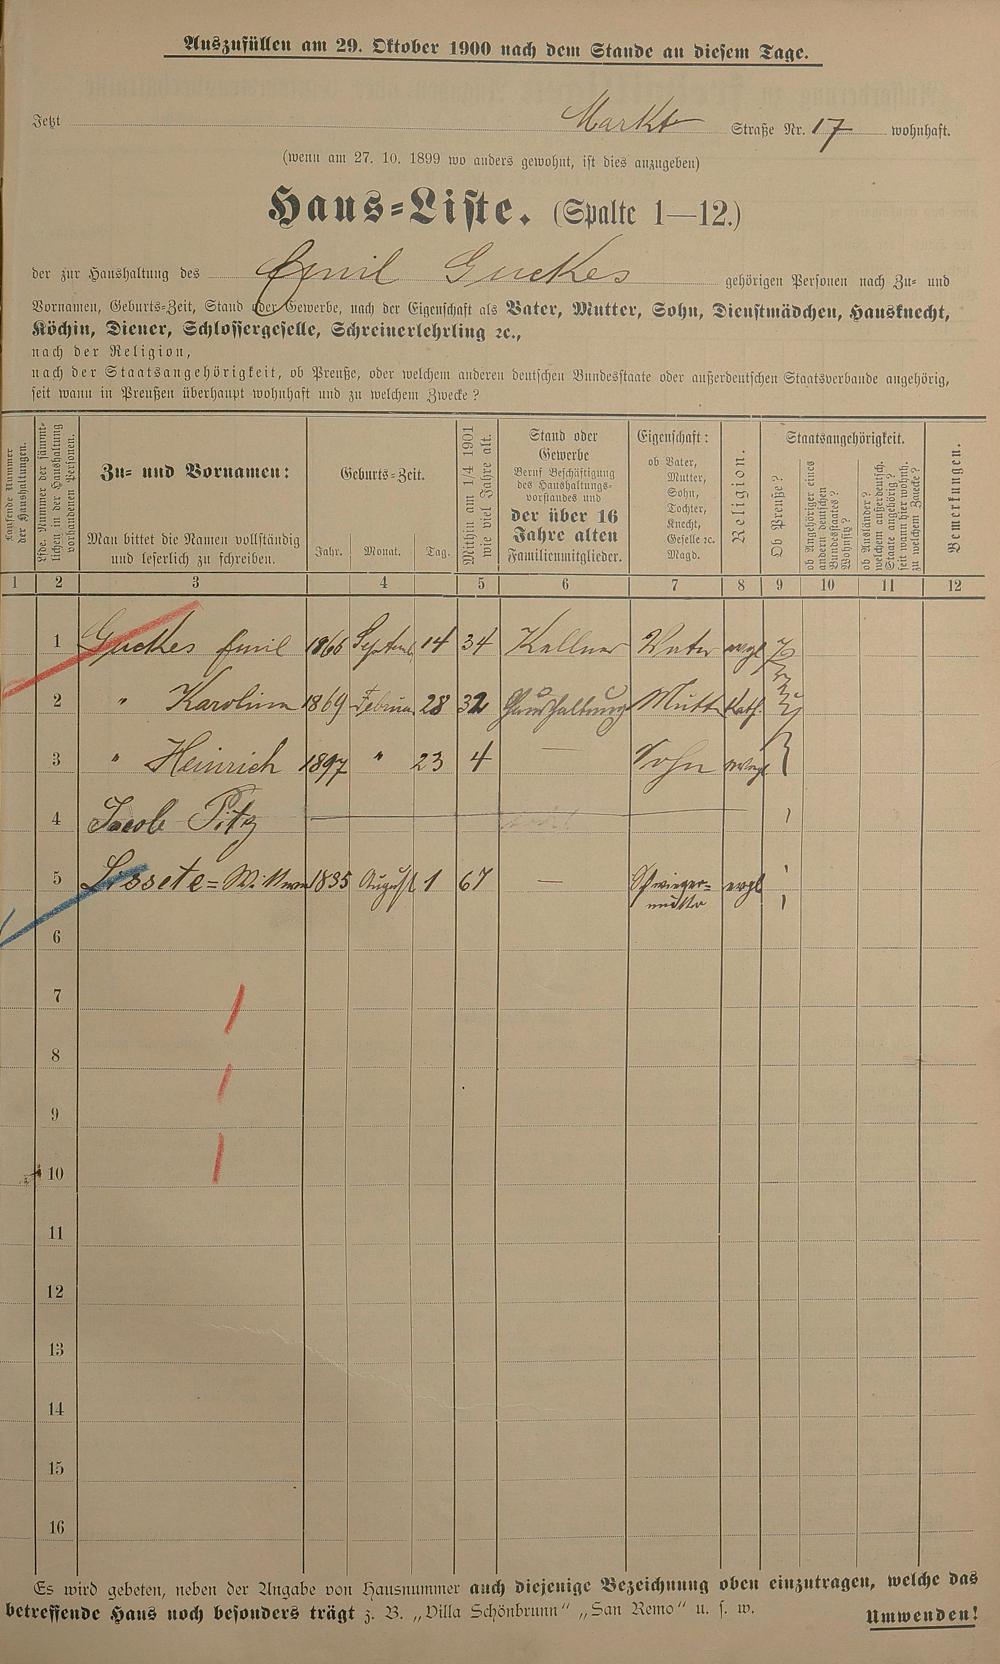 Auszufüllen am 29. Oktober 1900 nach dem Stande an diesem Tage.
Jetzt Markt Straße Nr. 17 wohnhaft.
(wenn am 27. 10. 1899 wo anders gewohnt, ist dies anzugeben)
Haus-Liste. (Spalte 1—12.)
der zur Haushaltung des Emil Guckes gehörigen Personen nach Zu- und
Vornamen, Geburts-Zeit, Stand oder Gewerbe, nach der Eigenschaft als Vater, Mutter, Sohn, Dienstmädchen, Hausknecht,
Köchin, Diener, Schlossergeselle, Schreinerlehrling ꝛc.,
nach der Religion,
nach der Staatsangehörigkeit, ob Preuße, oder welchem anderen deutschen Bundesstaate oder außerdeutschen Staatsverbande angehörig,
seit wann in Preußen überhaupt wohnhaft und zu welchem Zwecke?
Laufende Nummer der Haushaltungen.
Lfde. Nummer der sämmtlichen in der Haushaltung vorhandenen Personen.
Zu- und Vornamen:
Man bittet die Namen vollständig
und leserlich zu schreiben.
Geburts-Zeit.
Jahr. Monat. Tag.
Mithin am 1/4 1901 wie viel Jahre alt.
Stand oder
Gewerbe
Beruf Beschäftigung
des Haushaltungs-
vorstandes und
der über 16
Jahre alten
Familienmitglieder.
Eigenschaft:
ob Vater,
Mutter,
Sohn,
Tochter,
Knecht,
Geselle ꝛc.
Magd.
Religion.
Staatsangehörigkeit.
Ob Preuße?
ob Angehöriger eines
andern deutschen
Bundesstaates?
Wohnsitz?
ob Ausländer?
welchem außerdeutsch.
Staate angehörig?
seit wann hier wohnh.
zu welchem Zwecke?
Bemerkungen.
1 2 3 4 5 6 7 8 9 10 11 12
1 Guckes Emil 1866 Septemb. 14 34 Kellner Vater evgl
2 " Karolina 1869 Februar 28 32 Haushaltung Mutter Kath.
3 " Heinrich 1897 " 23 4 — Sohn evgl
4 Jacob Pitz
5 Lissete= Wittwe 1835 August 1 67 — Schwieger=
mutter evgl
6
7
8
9
10
11
12
13
14
15
16
Es wird gebeten, neben der Angabe von Hausnummer auch diejenige Bezeichnung oben einzutragen, welche das
betreffende Haus noch besonders trägt z. B. „Villa Schönbrunn" „San Remo" u. s. w.
Umwenden!